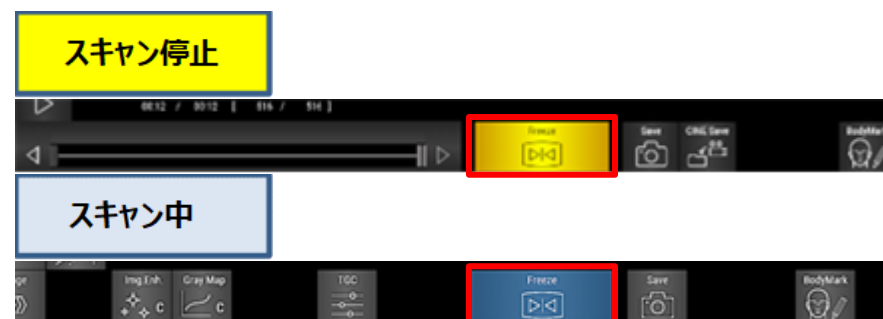 スキャン停止
00:12 / 00:12 [ 516 / 516 ]
Freeze Save CINE Save BodyMark
スキャン中
Img.Enh. Gray Map TGC Freeze Save BodyMark
C C